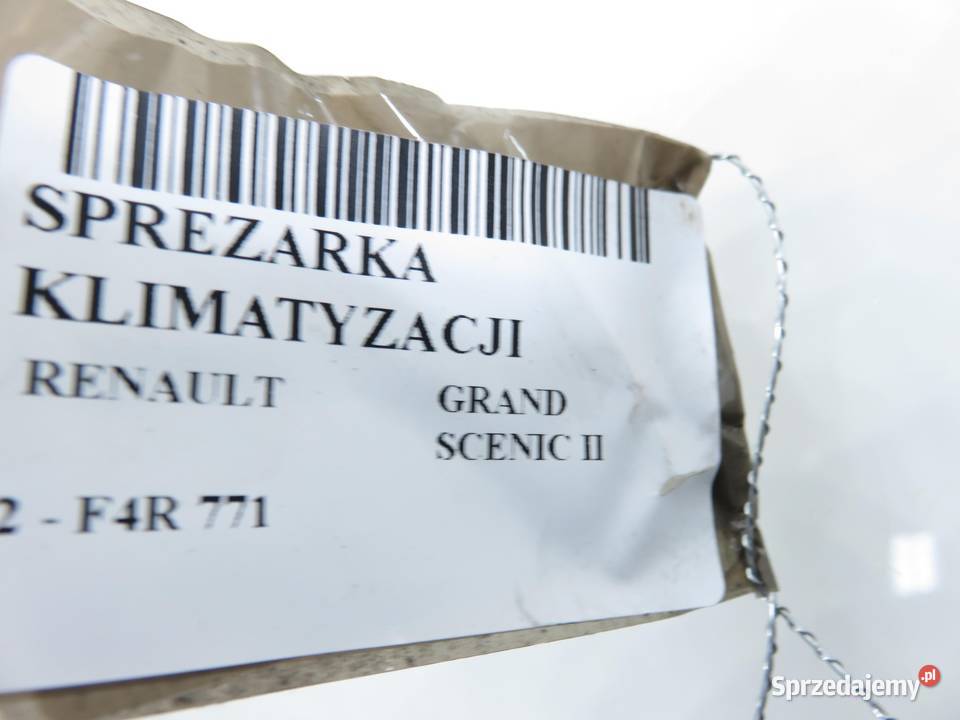 SPREZARKA
KLIMATYZACJI
RENAULT GRAND
SCENIC II
2 - F4R 771
Sprzedajemy.pl